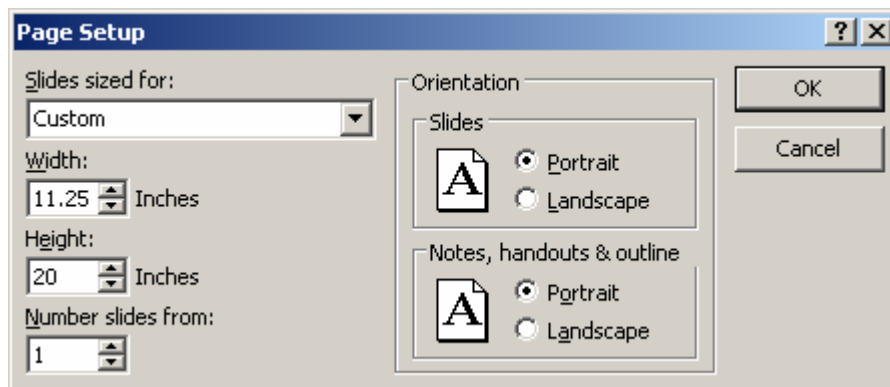 Page Setup
Slides sized for:
Custom
Width:
11.25 Inches
Height:
20 Inches
Number slides from:
1
Orientation
Slides
A
Portrait
Landscape
Notes, handouts & outline
A
Portrait
Landscape
OK
Cancel